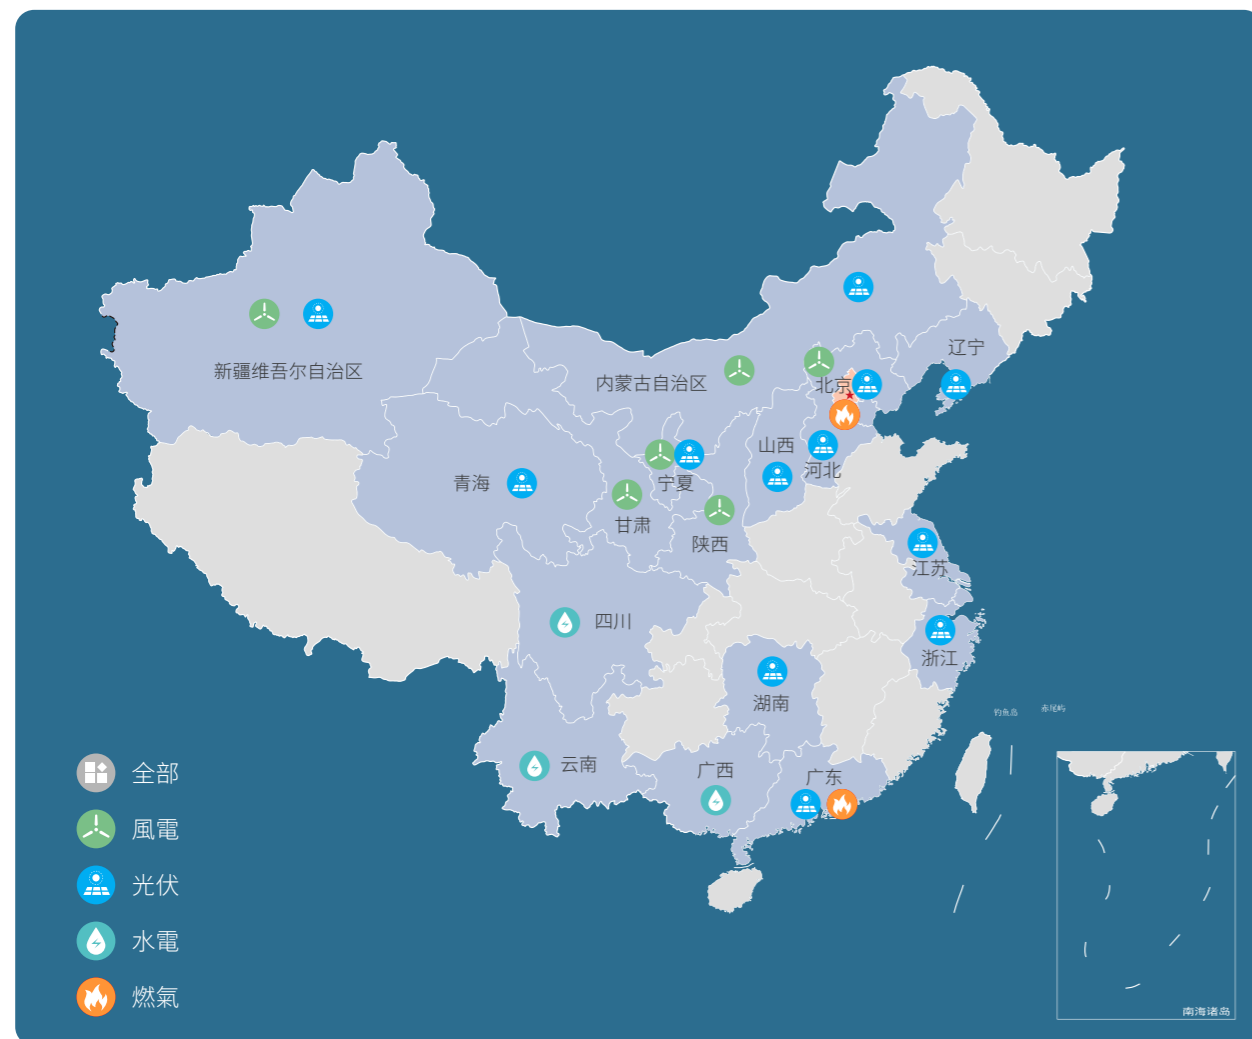 辽宁
新疆维吾尔自治区
内蒙古自治区
北京
山西
河北
青海
宁夏
甘肃
陕西
江苏
四川
浙江
湖南
钓鱼岛
赤尾屿
云南
广西
广东
全部
風電
光伏
水電
燃氣
南海诸岛